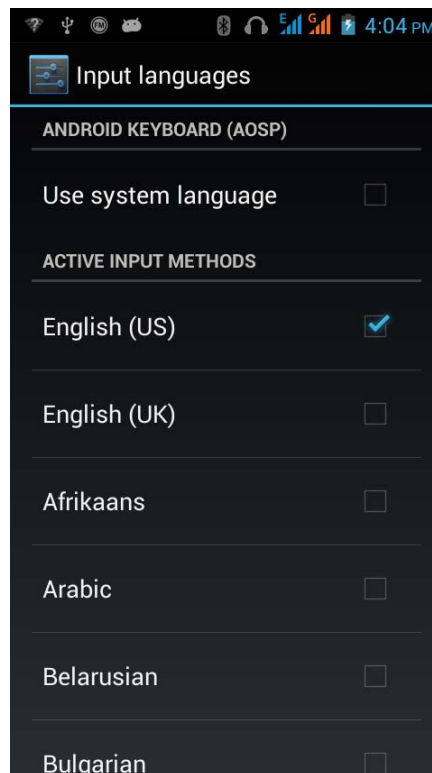 FM E G 4:04 PM
Input languages
ANDROID KEYBOARD (AOSP)
Use system language
ACTIVE INPUT METHODS
English (US)
English (UK)
Afrikaans
Arabic
Belarusian
Bulgarian